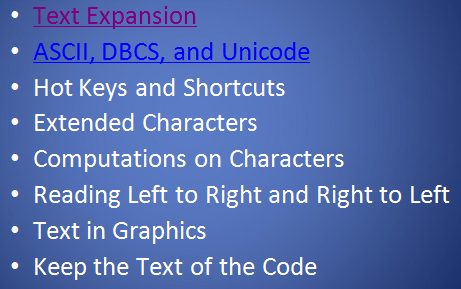 • Text Expansion
• ASCII, DBCS, and Unicode
• Hot Keys and Shortcuts
• Extended Characters
• Computations on Characters
• Reading Left to Right and Right to Left
• Text in Graphics
• Keep the Text of the Code